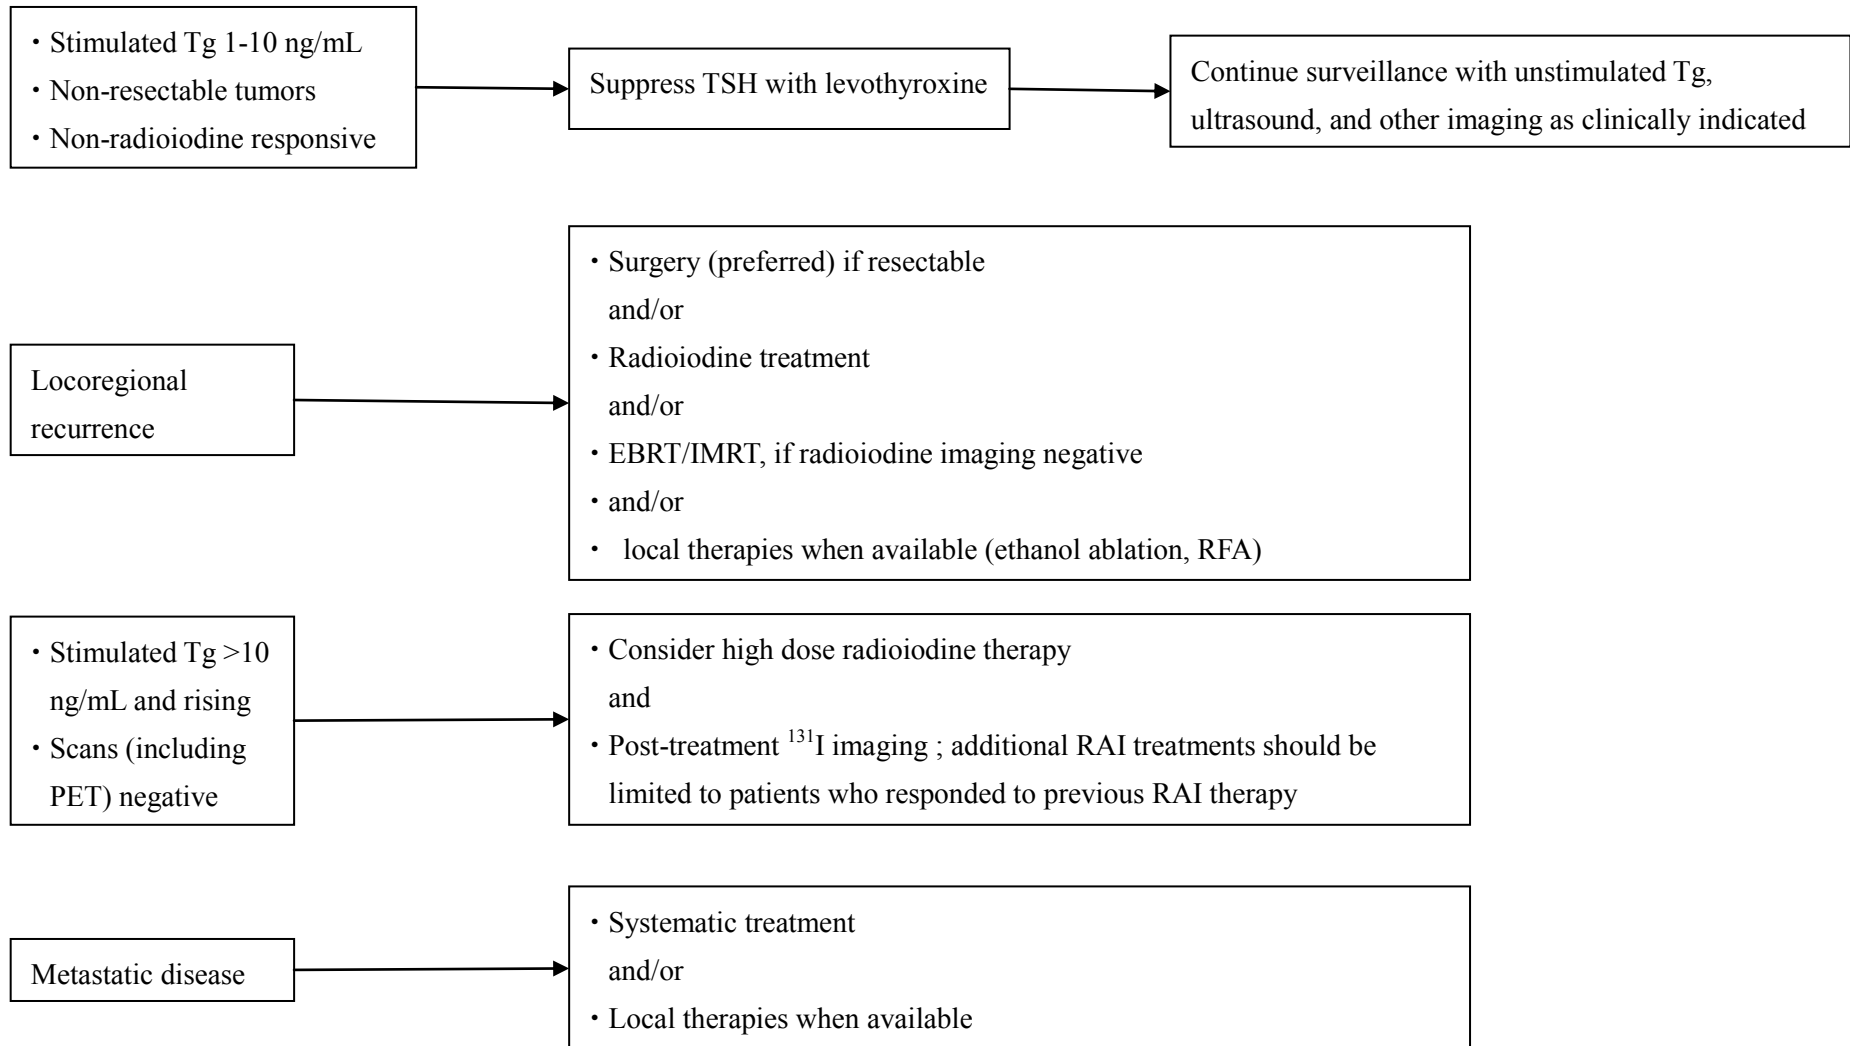 ・Stimulated Tg 1-10 ng/mL
・Non-resectable tumors
・Non-radioiodine responsive
Suppress TSH with levothyroxine
Continue surveillance with unstimulated Tg,
ultrasound, and other imaging as clinically indicated
Locoregional
recurrence
・Surgery (preferred) if resectable
and/or
・Radioiodine treatment
and/or
・EBRT/IMRT, if radioiodine imaging negative
・and/or
・ local therapies when available (ethanol ablation, RFA)
・Stimulated Tg >10
ng/mL and rising
・Scans (including
PET) negative
・Consider high dose radioiodine therapy
and
・Post-treatment ¹³¹I imaging ; additional RAI treatments should be
limited to patients who responded to previous RAI therapy
Metastatic disease
・Systematic treatment
and/or
・Local therapies when available